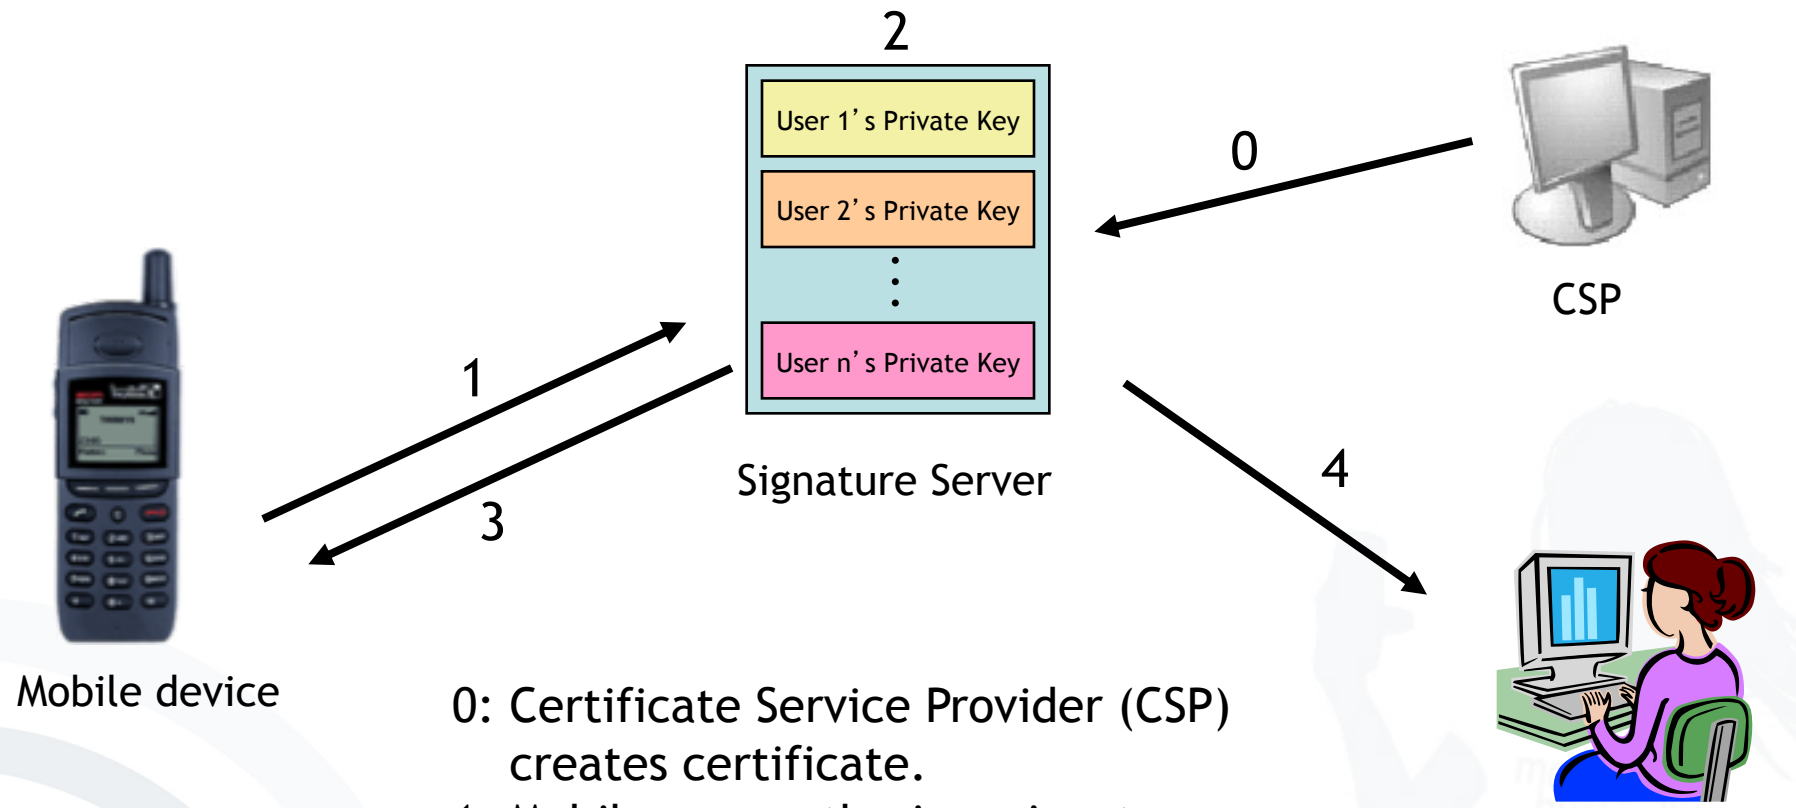 2
User 1’s Private Key
User 2’s Private Key
User n’s Private Key
Signature Server
0
CSP
1
3
4
Mobile device
0: Certificate Service Provider (CSP)
creates certificate.